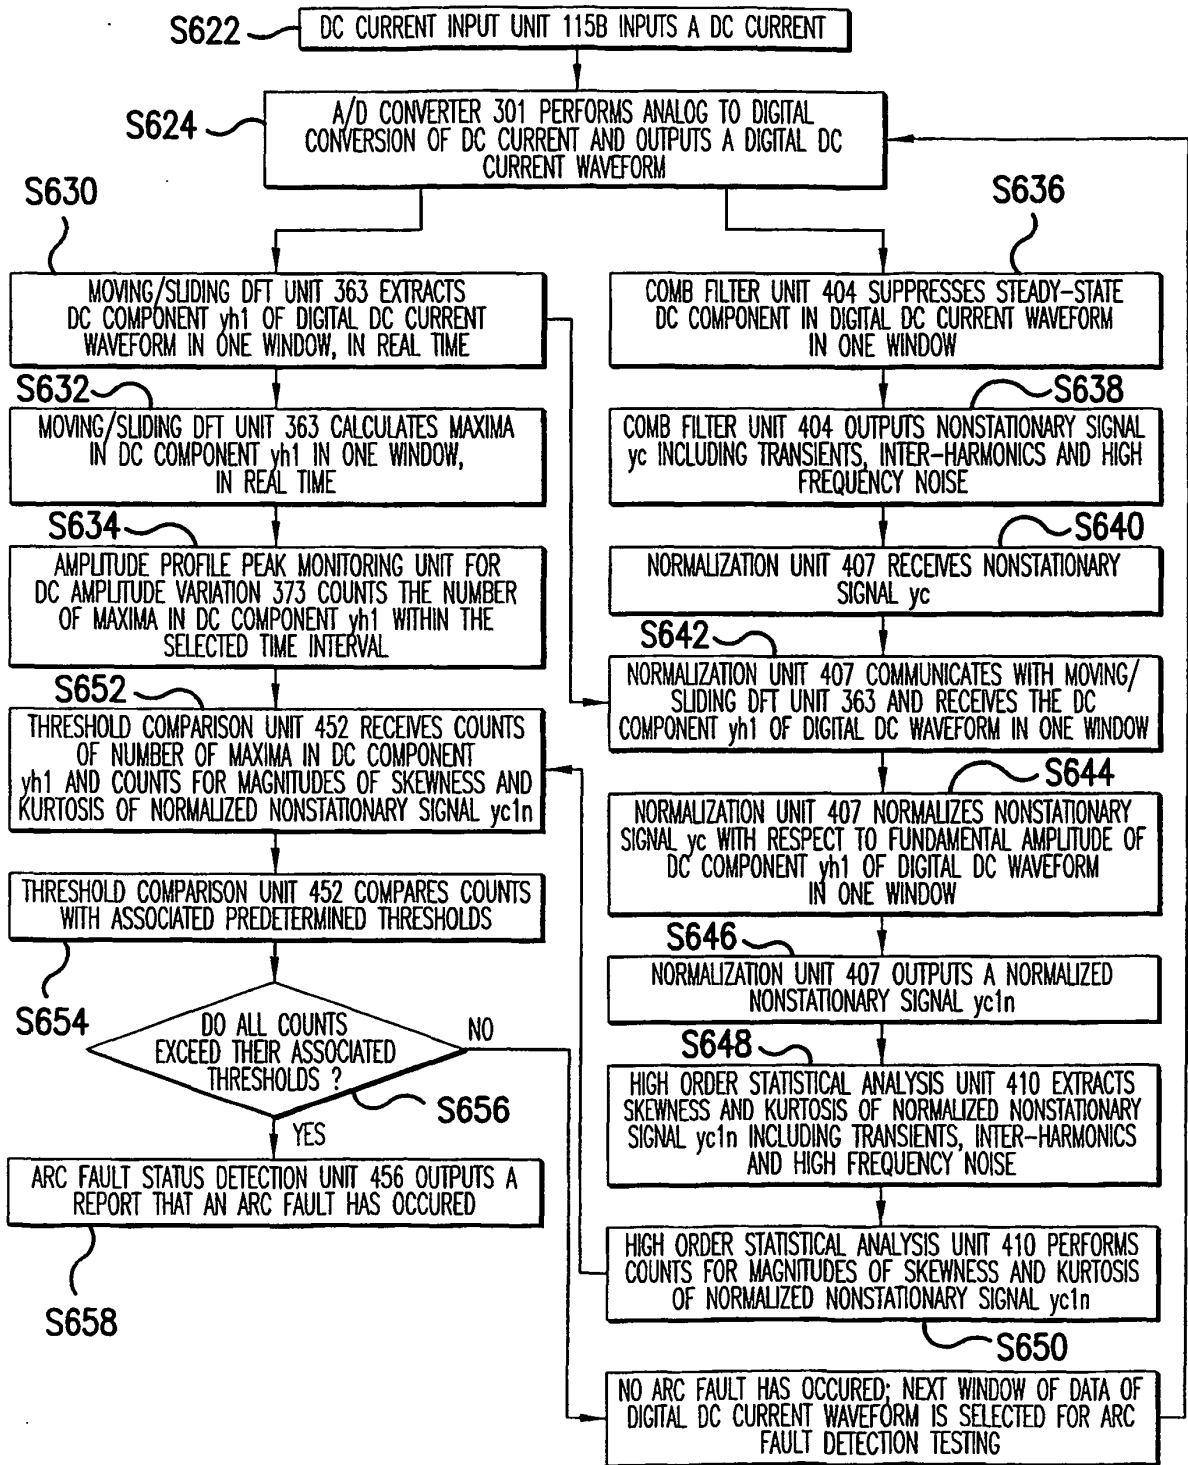 S622
DC CURRENT INPUT UNIT 115B INPUTS A DC CURRENT
S624
A/D CONVERTER 301 PERFORMS ANALOG TO DIGITAL
CONVERSION OF DC CURRENT AND OUTPUTS A DIGITAL DC
CURRENT WAVEFORM
S630
MOVING/SLIDING DFT UNIT 363 EXTRACTS
DC COMPONENT yh1 OF DIGITAL DC CURRENT
WAVEFORM IN ONE WINDOW, IN REAL TIME
S632
MOVING/SLIDING DFT UNIT 363 CALCULATES MAXIMA
IN DC COMPONENT yh1 IN ONE WINDOW,
IN REAL TIME
S634
AMPLITUDE PROFILE PEAK MONITORING UNIT FOR
DC AMPLITUDE VARIATION 373 COUNTS THE NUMBER
OF MAXIMA IN DC COMPONENT yh1 WITHIN THE
SELECTED TIME INTERVAL
S652
THRESHOLD COMPARISON UNIT 452 RECEIVES COUNTS
OF NUMBER OF MAXIMA IN DC COMPONENT
yh1 AND COUNTS FOR MAGNITUDES OF SKEWNESS AND
KURTOSIS OF NORMALIZED NONSTATIONARY SIGNAL yc1n
THRESHOLD COMPARISON UNIT 452 COMPARES COUNTS
WITH ASSOCIATED PREDETERMINED THRESHOLDS
S654
DO ALL COUNTS
EXCEED THEIR ASSOCIATED
THRESHOLDS ?
NO
S656
YES
ARC FAULT STATUS DETECTION UNIT 456 OUTPUTS A
REPORT THAT AN ARC FAULT HAS OCCURED
S658
S636
COMB FILTER UNIT 404 SUPPRESSES STEADY-STATE
DC COMPONENT IN DIGITAL DC CURRENT WAVEFORM
IN ONE WINDOW
S638
COMB FILTER UNIT 404 OUTPUTS NONSTATIONARY SIGNAL
yc INCLUDING TRANSIENTS, INTER-HARMONICS AND HIGH
FREQUENCY NOISE
S640
NORMALIZATION UNIT 407 RECEIVES NONSTATIONARY
SIGNAL yc
S642
NORMALIZATION UNIT 407 COMMUNICATES WITH MOVING/
SLIDING DFT UNIT 363 AND RECEIVES THE DC
COMPONENT yh1 OF DIGITAL DC WAVEFORM IN ONE WINDOW
S644
NORMALIZATION UNIT 407 NORMALIZES NONSTATIONARY
SIGNAL yc WITH RESPECT TO FUNDAMENTAL AMPLITUDE OF
DC COMPONENT yh1 OF DIGITAL DC WAVEFORM
IN ONE WINDOW
S646
NORMALIZATION UNIT 407 OUTPUTS A NORMALIZED
NONSTATIONARY SIGNAL yc1n
S648
HIGH ORDER STATISTICAL ANALYSIS UNIT 410 EXTRACTS
SKEWNESS AND KURTOSIS OF NORMALIZED NONSTATIONARY
SIGNAL yc1n INCLUDING TRANSIENTS, INTER-HARMONICS
AND HIGH FREQUENCY NOISE
HIGH ORDER STATISTICAL ANALYSIS UNIT 410 PERFORMS
COUNTS FOR MAGNITUDES OF SKEWNESS AND KURTOSIS
OF NORMALIZED NONSTATIONARY SIGNAL yc1n
S650
NO ARC FAULT HAS OCCURED; NEXT WINDOW OF DATA OF
DIGITAL DC CURRENT WAVEFORM IS SELECTED FOR ARC
FAULT DETECTION TESTING